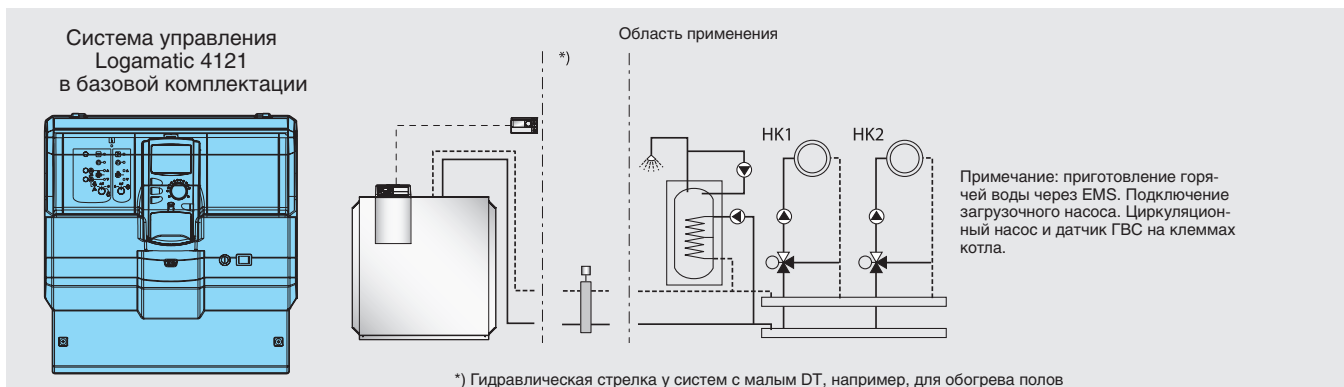 Система управления
Logamatic 4121
в базовой комплектации
Область применения
*)
HK1
HK2
Примечание: приготовление горя-
чей воды через EMS. Подключение
загрузочного насоса. Циркуляцион-
ный насос и датчик ГВС на клеммах
котла.
*) Гидравлическая стрелка у систем с малым DT, например, для обогрева полов